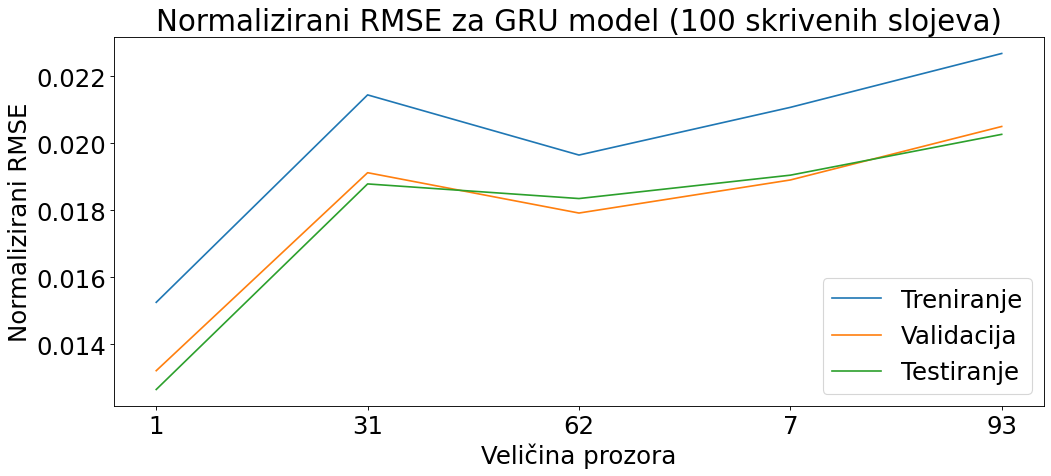 Normalizirani RMSE za GRU model (100 skrivenih slojeva)
Normalizirani RMSE
0.022
0.020
0.018
0.016
0.014
Treniranje
Validacija
Testiranje
1 31 62 7 93
Veličina prozora